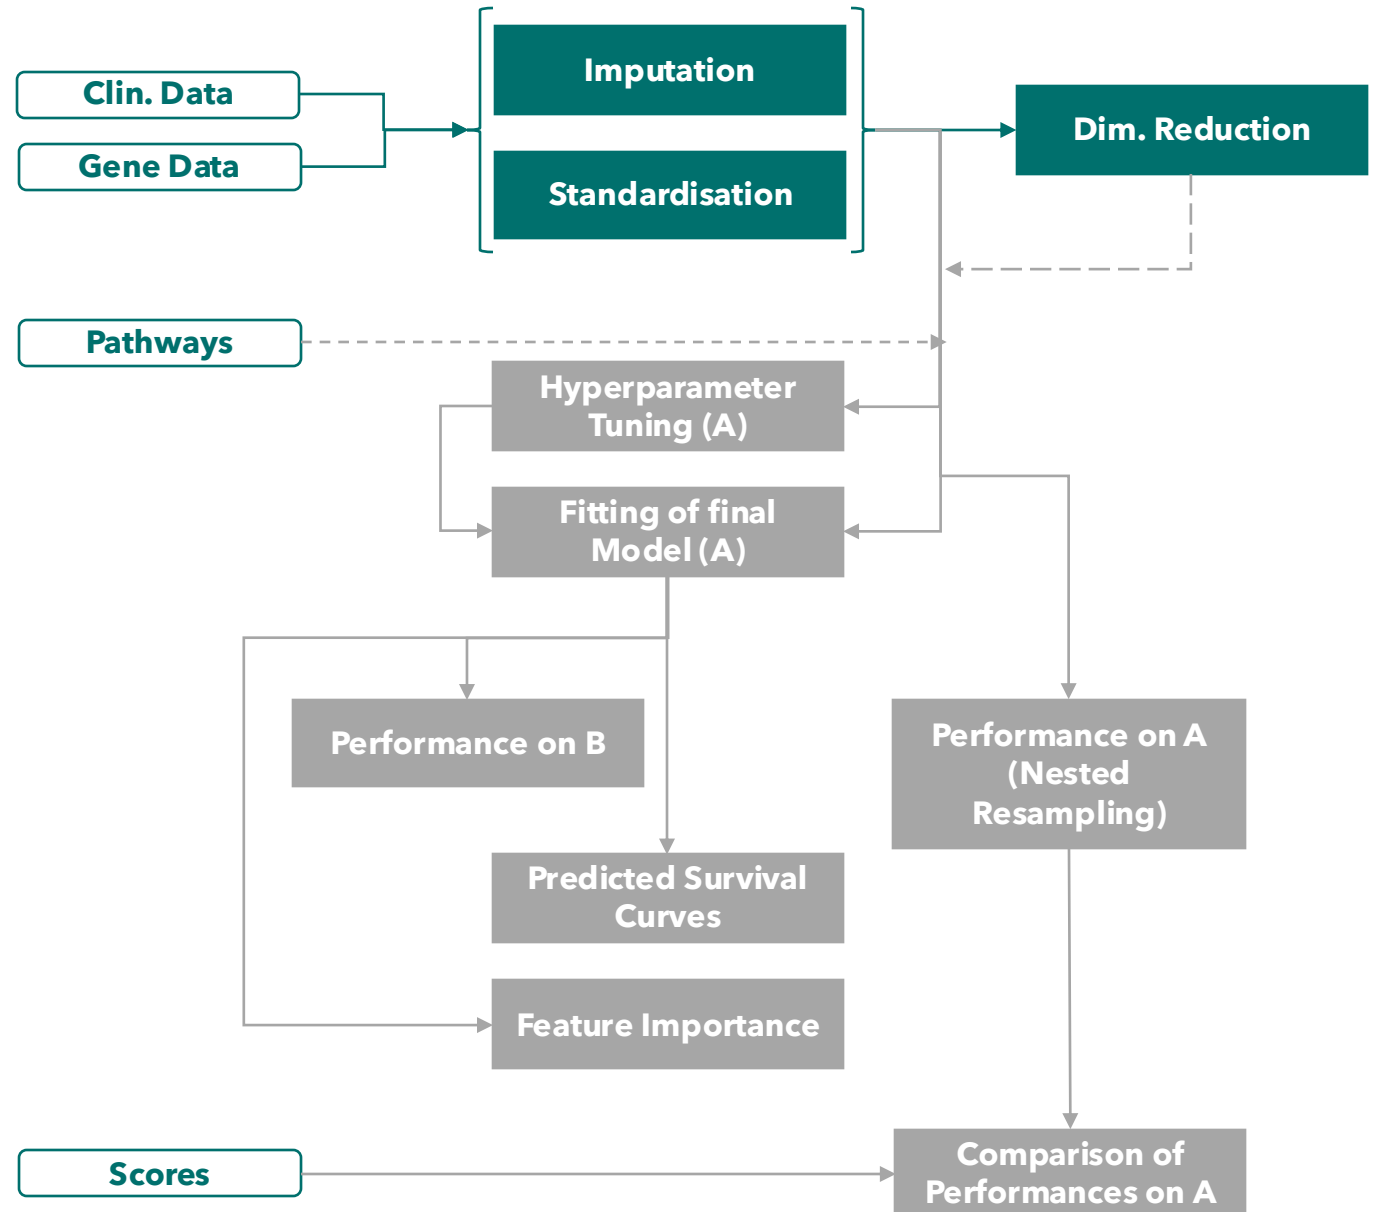 Imputation
Clin. Data
Dim. Reduction
Gene Data
Standardisation
Pathways
Hyperparameter
Tuning (A)
Fitting of final
Model (A)
Performance on B
Performance on A
(Nested
Resampling)
Predicted Survival
Curves
Feature Importance
Scores
Comparison of
Performances on A